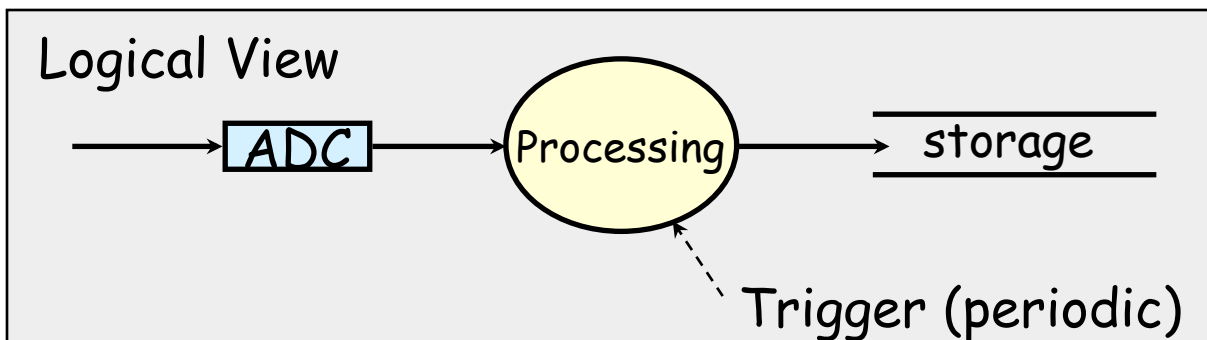 Logical View
ADC
Processing
storage
Trigger (periodic)